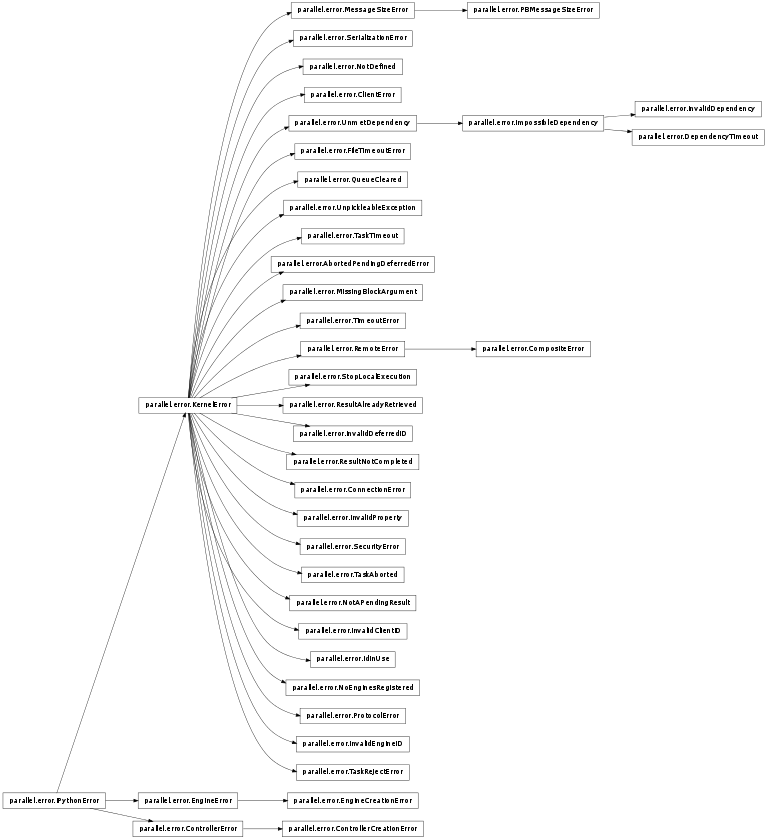 parallel.error.MessageSizeError
parallel.error.PBMessageSizeError
parallel.error.SerializationError
parallel.error.NotDefined
parallel.error.ClientError
parallel.error.InvalidDependency
parallel.error.UnmetDependency
parallel.error.ImpossibleDependency
parallel.error.DependencyTimeout
parallel.error.FileTimeoutError
parallel.error.QueueCleared
parallel.error.UnpickleableException
parallel.error.TaskTimeout
parallel.error.AbortedPendingDeferredError
parallel.error.MissingBlockArgument
parallel.error.TimeoutError
parallel.error.RemoteError
parallel.error.CompositeError
parallel.error.StopLocalExecution
parallel.error.KernelError
parallel.error.ResultAlreadyRetrieved
parallel.error.InvalidDeferredID
parallel.error.ResultNotCompleted
parallel.error.ConnectionError
parallel.error.InvalidProperty
parallel.error.SecurityError
parallel.error.TaskAborted
parallel.error.NotAPendingResult
parallel.error.InvalidClientID
parallel.error.IdInUse
parallel.error.NoEnginesRegistered
parallel.error.ProtocolError
parallel.error.InvalidEngineID
parallel.error.TaskRejectError
parallel.error.IPythonError
parallel.error.EngineError
parallel.error.EngineCreationError
parallel.error.ControllerError
parallel.error.ControllerCreationError